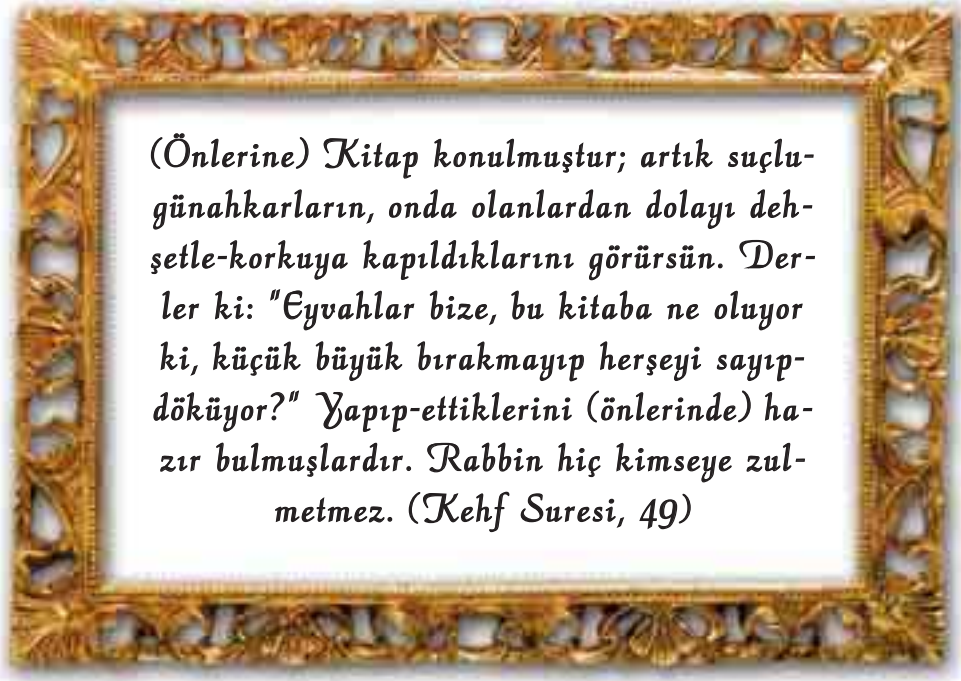 (Önlerine) Kitap konulmuştur; artık suçlu-
günahkarların, onda olanlardan dolayı deh-
şetle-korkuya kapıldıklarını görürsün. Der-
ler ki: "Eyvahlar bize, bu kitaba ne oluyor
ki, küçük büyük bırakmayıp herşeyi sayıp-
döküyor?" Yapıp-ettiklerini (önlerinde) ha-
zır bulmuşlardır. Rabbin hiç kimseye zul-
metmez. (Kehf Suresi, 49)